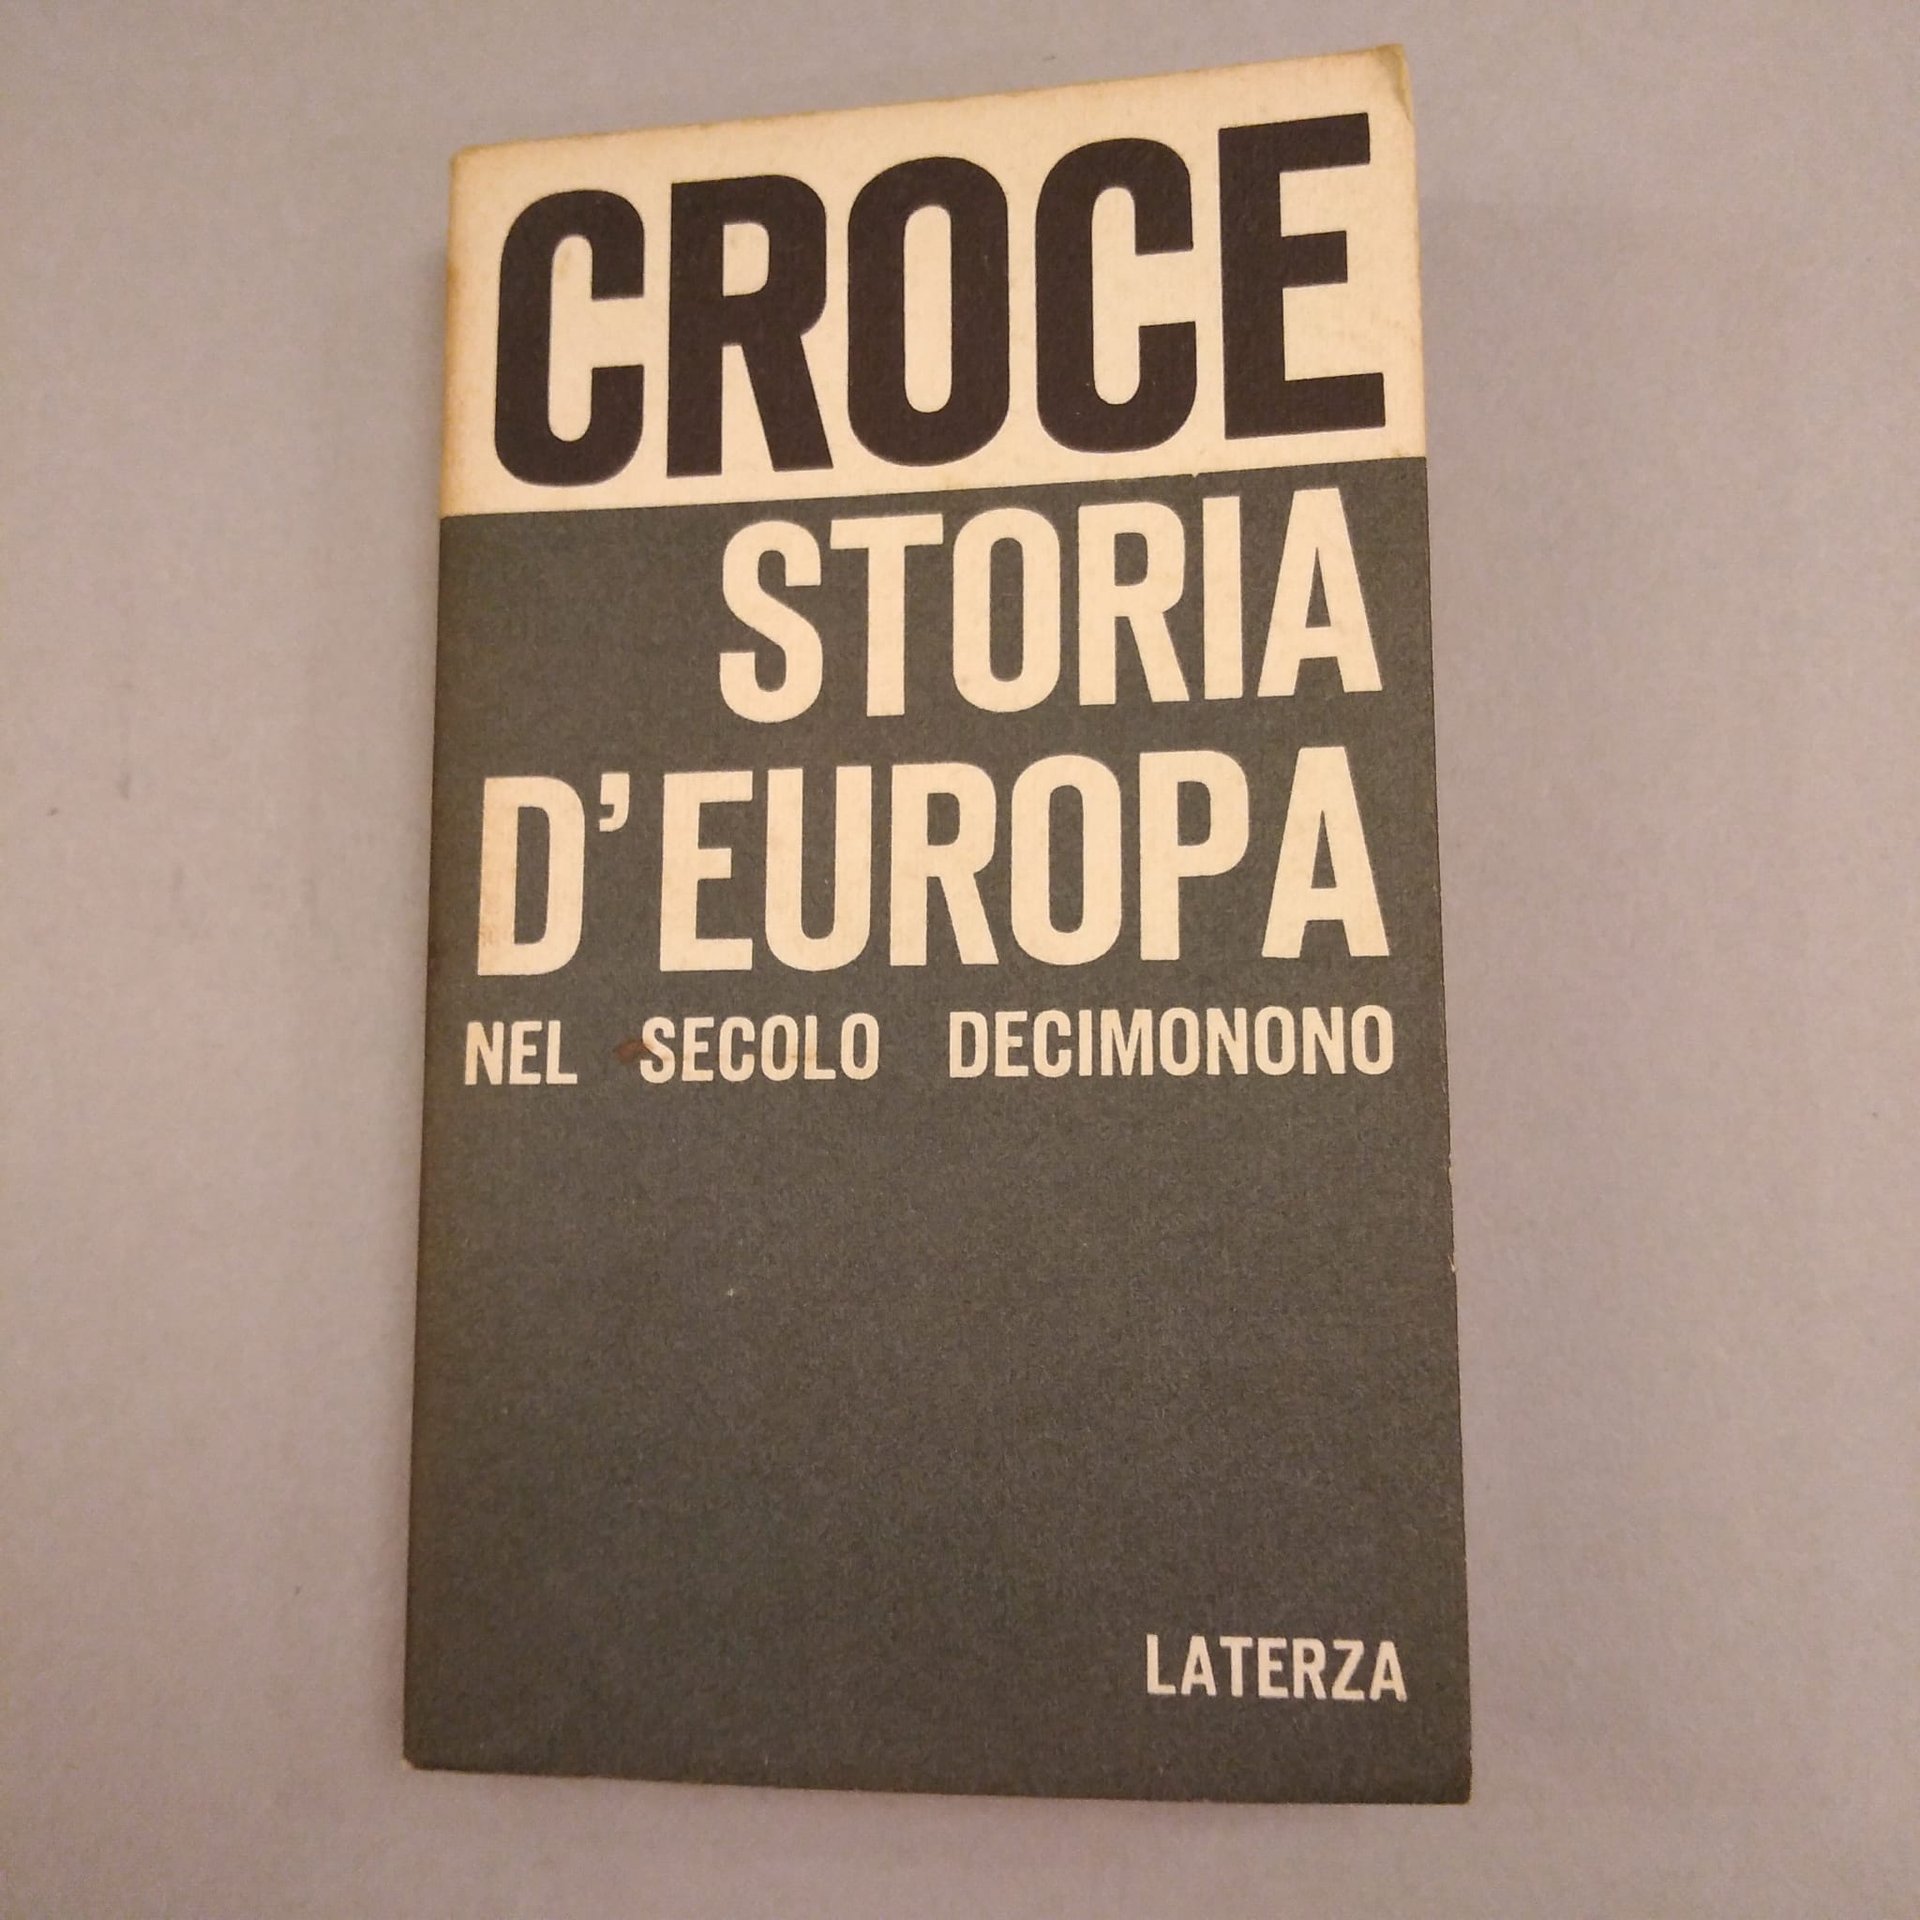 CROCE
STORIA
D'EUROPA
NEL SECOLO DECIMONONO
LATERZA